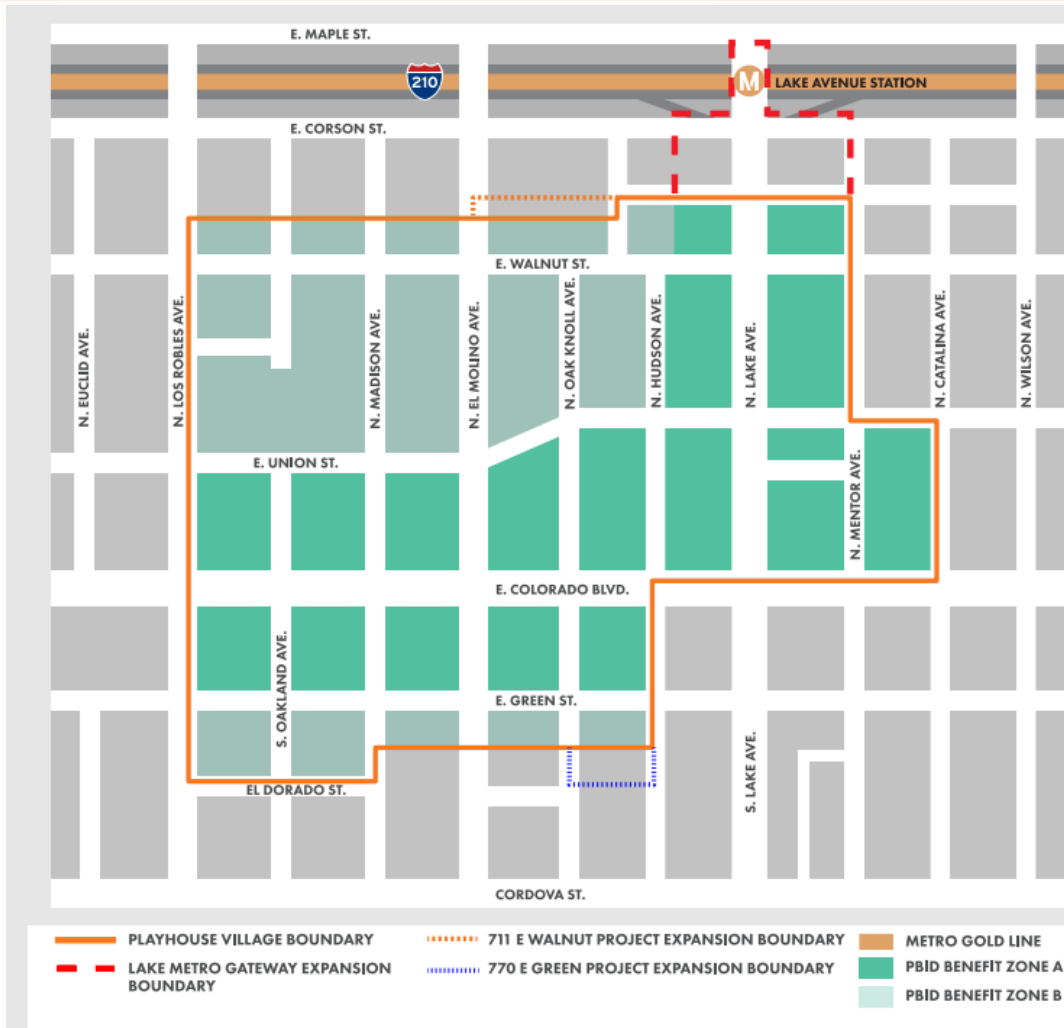 E. MAPLE ST.
210
M
LAKE AVENUE STATION
E. CORSON ST.
E. WALNUT ST.
N. EUCLID AVE.
N. LOS ROBLES AVE.
N. MADISON AVE.
N. EL MOLINO AVE.
N. OAK KNOLL AVE.
N. HUDSON AVE.
N. LAKE AVE.
N. CATALINA AVE.
N. WILSON AVE.
E. UNION ST.
N. MENTOR AVE.
E. COLORADO BLVD.
S. OAKLAND AVE.
E. GREEN ST.
S. LAKE AVE.
EL DORADO ST.
CORDOVA ST.
PLAYHOUSE VILLAGE BOUNDARY
LAKE METRO GATEWAY EXPANSION
BOUNDARY
711 E WALNUT PROJECT EXPANSION BOUNDARY
770 E GREEN PROJECT EXPANSION BOUNDARY
METRO GOLD LINE
PBID BENEFIT ZONE A
PBID BENEFIT ZONE B